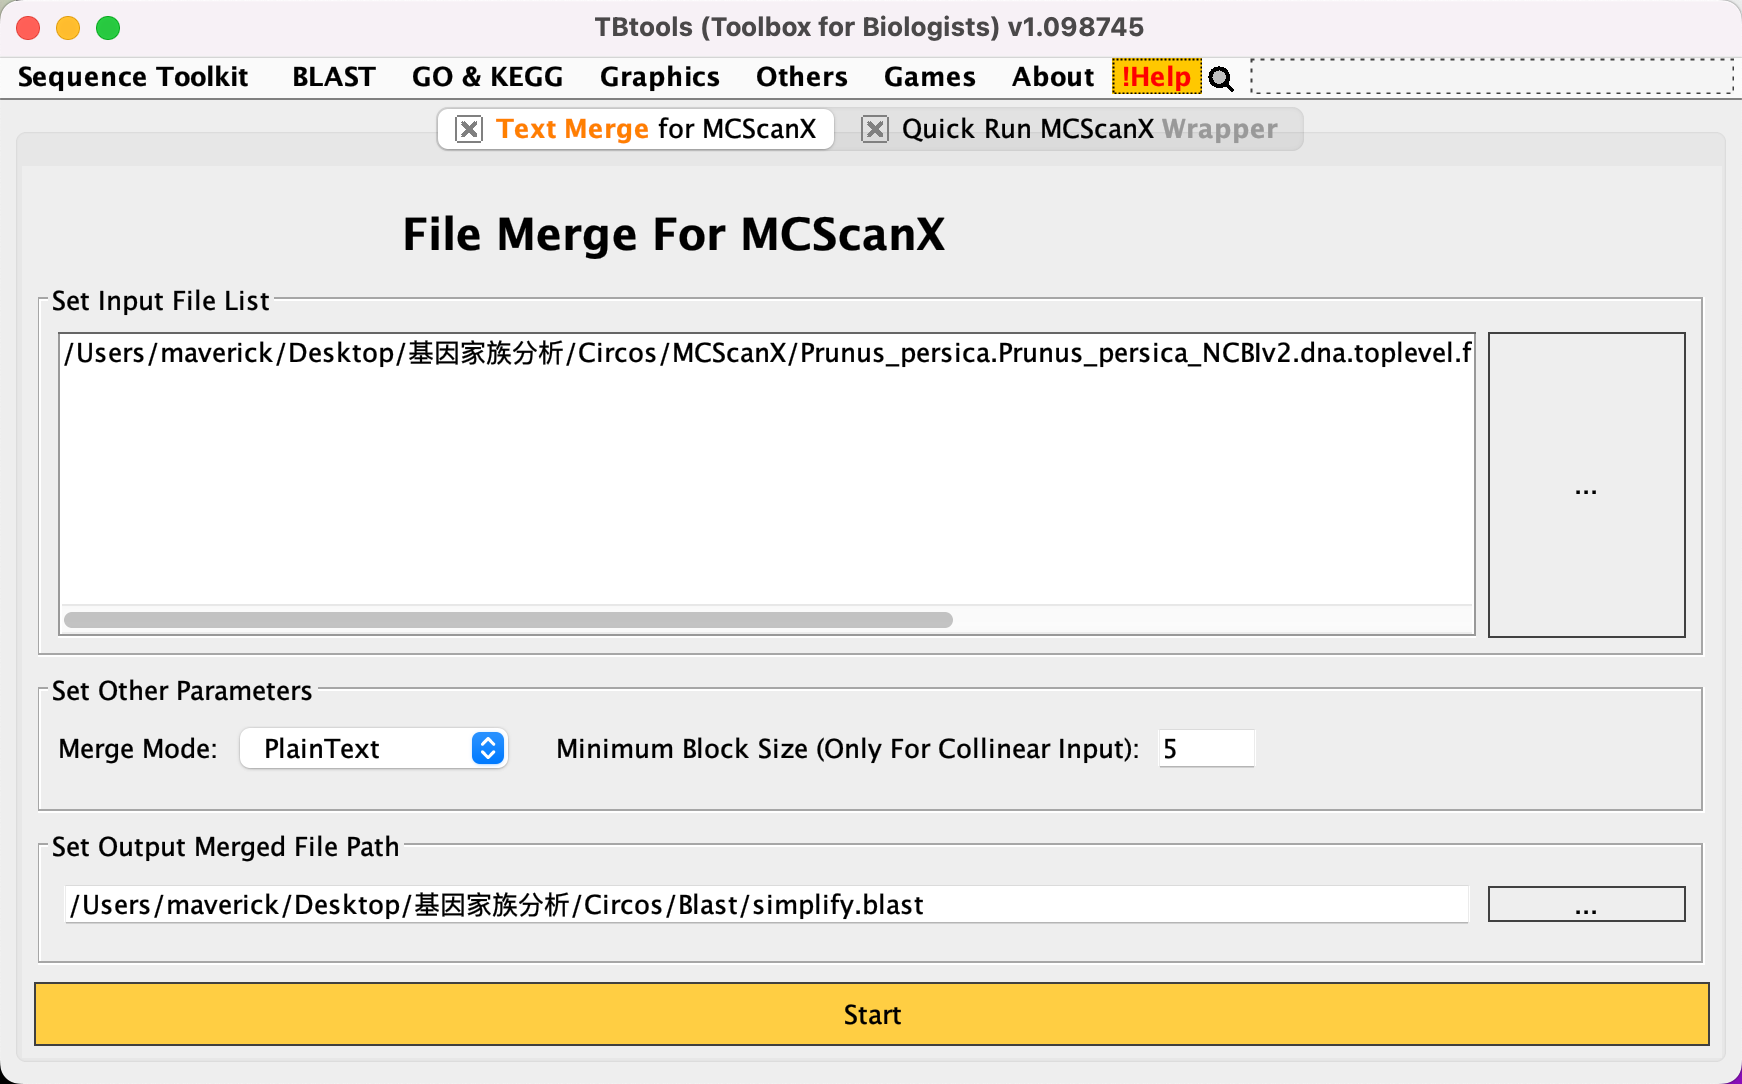 TBtools (Toolbox for Biologists) v1.098745
Sequence Toolkit BLAST GO & KEGG Graphics Others Games About !Help
Text Merge for MCScanX Quick Run MCScanX Wrapper
File Merge For MCScanX
Set Input File List
/Users/maverick/Desktop/基因家族分析/Circos/MCScanX/Prunus_persica.Prunus_persica_NCBIv2.dna.toplevel.f
...
Set Other Parameters
Merge Mode: PlainText Minimum Block Size (Only For Collinear Input): 5
Set Output Merged File Path
/Users/maverick/Desktop/基因家族分析/Circos/Blast/simplify.blast ...
Start